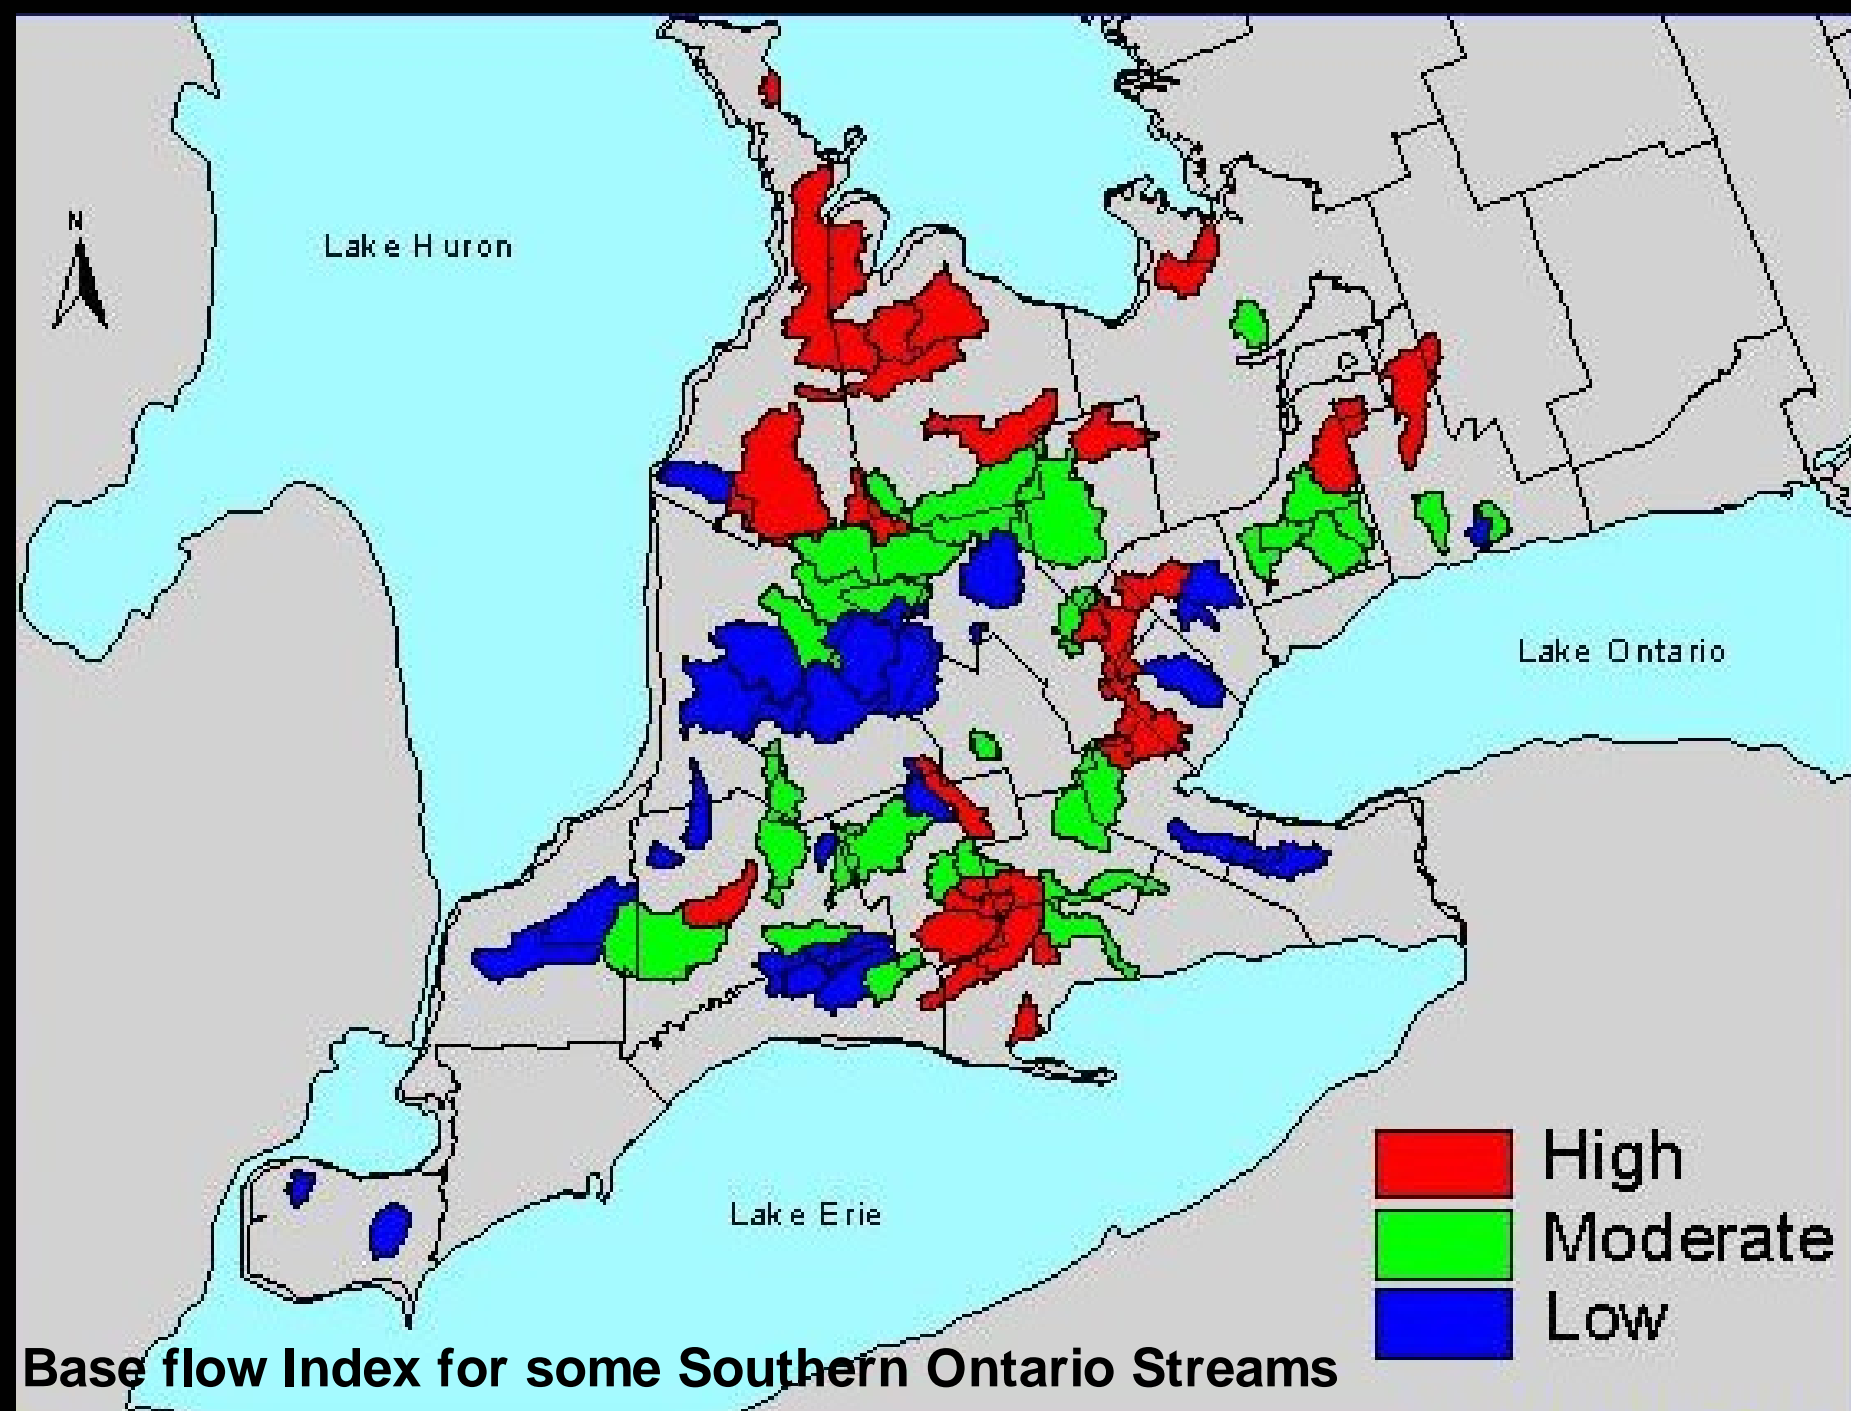 N
Lake Huron
Lake Ontario
Lake Erie
High
Moderate
Low
Base flow Index for some Southern Ontario Streams